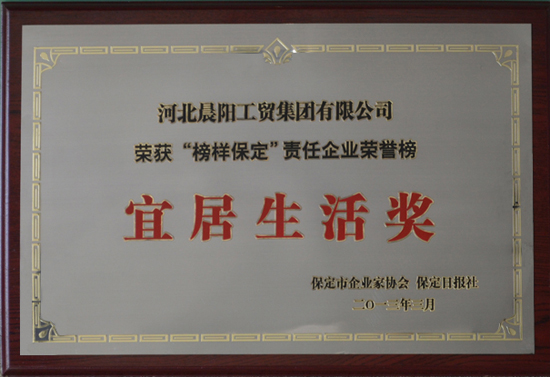 河北晨阳工贸集团有限公司
荣获“榜样保定”责任企业荣誉榜
宜居生活奖
保定市企业家协会 保定日报社
二〇一三年三月